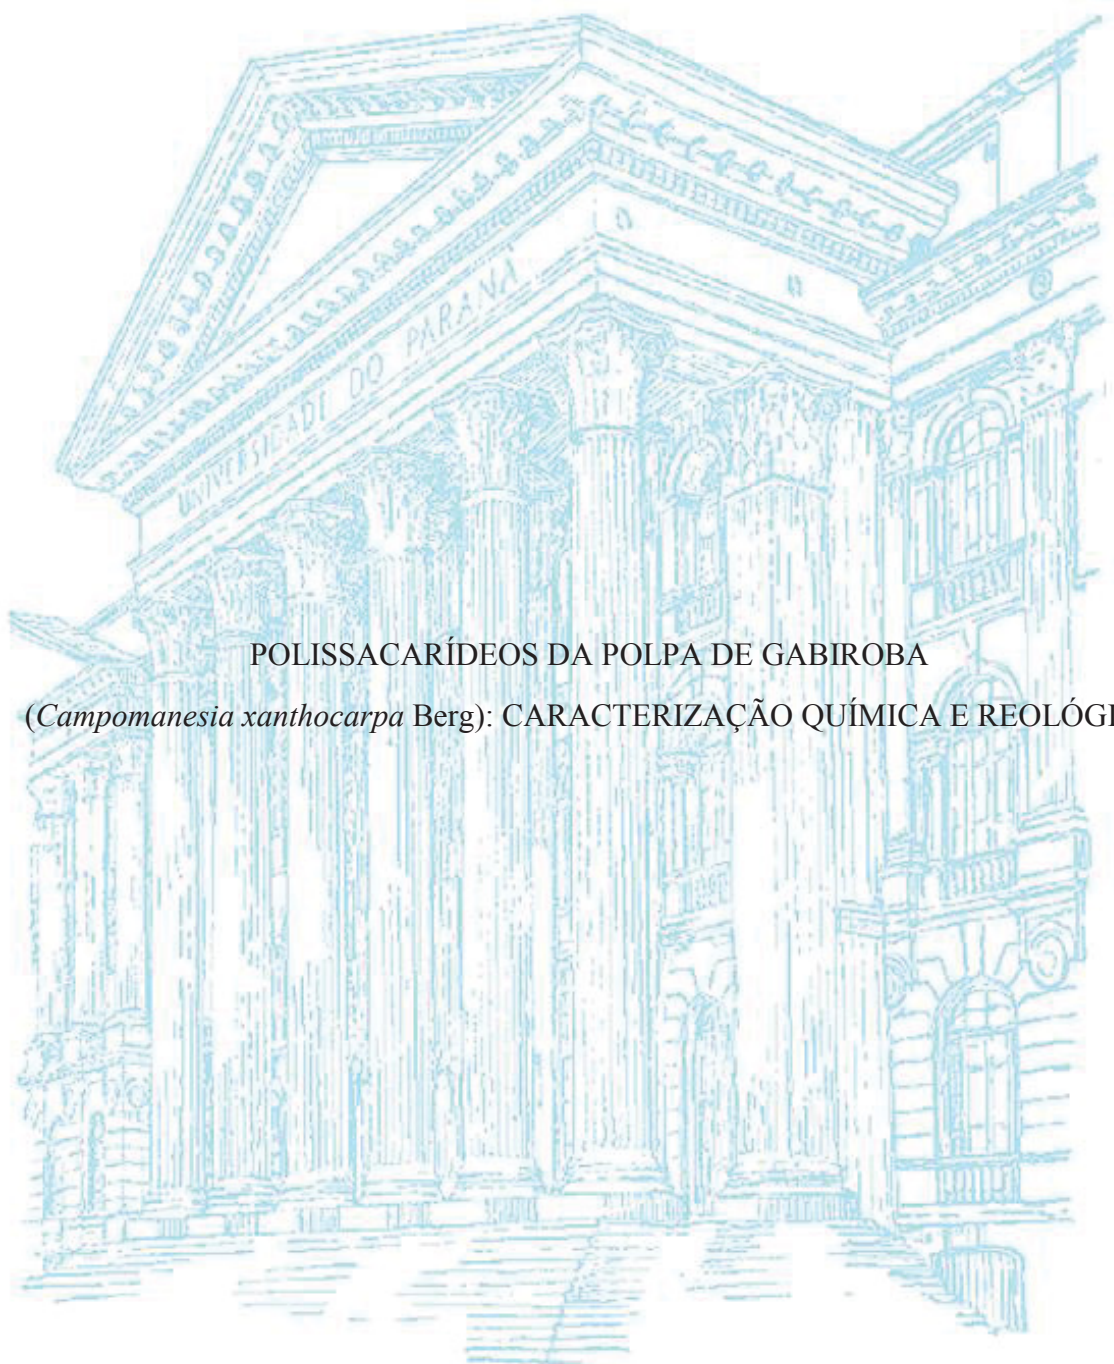 UNIVERSIDADE DO PARANÁ
POLISSACARÍDEOS DA POLPA DE GABIROBA
(Campomanesia xanthocarpa Berg): CARACTERIZAÇÃO QUÍMICA E REOLÓGI